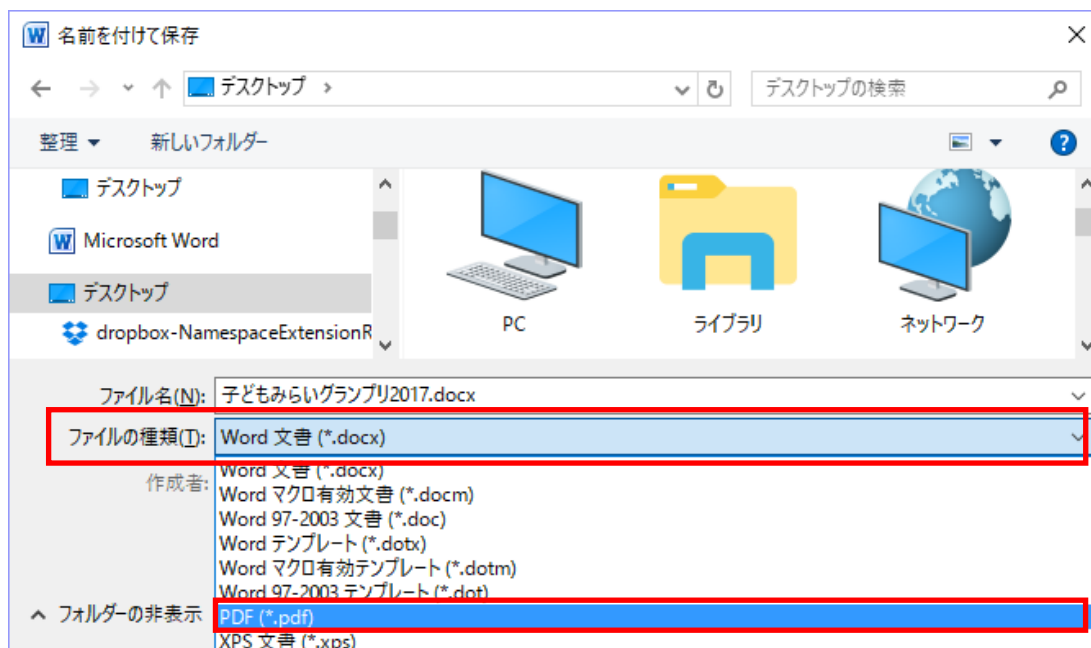 名前を付けて保存
デスクトップ
デスクトップの検索
整理 新しいフォルダー
デスクトップ
Microsoft Word
デスクトップ
dropbox-NamespaceExtensionR
PC ライブラリ ネットワーク
ファイル名(N): 子どもみらいグランプリ2017.docx
ファイルの種類(T): Word 文書 (*.docx)
作成者:
Word 文書 (*.docx)
Word マクロ有効文書 (*.docm)
Word 97-2003 文書 (*.doc)
Word テンプレート (*.dotx)
Word マクロ有効テンプレート (*.dotm)
Word 97-2003 テンプレート (*.dot)
フォルダーの非表示
PDF (*.pdf)
XPS 文書 (*.xps)